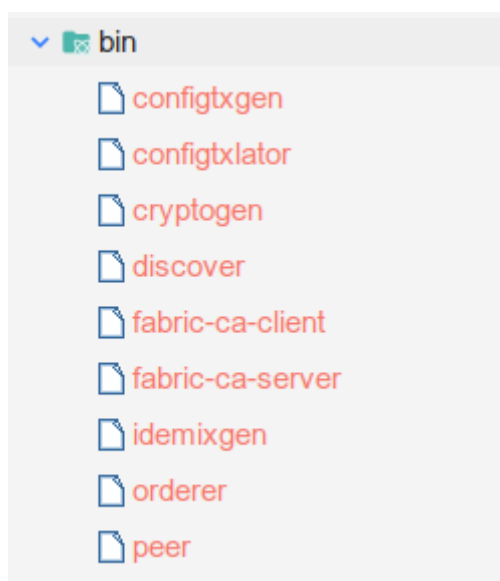 bin
configtxgen
configtxlator
cryptogen
discover
fabric-ca-client
fabric-ca-server
idemixgen
orderer
peer